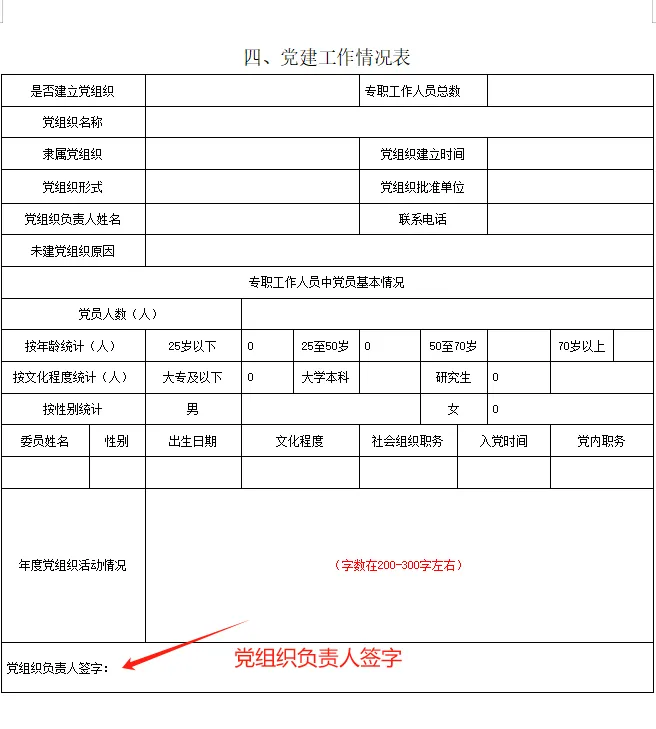 四、党建工作情况表
是否建立党组织 专职工作人员总数
党组织名称
隶属党组织 党组织建立时间
党组织形式 党组织批准单位
党组织负责人姓名 联系电话
未建党组织原因
专职工作人员中党员基本情况
党员人数（人）
按年龄统计（人） 25岁以下 0 25至50岁 0 50至70岁 70岁以上
按文化程度统计（人） 大专及以下 0 大学本科 研究生 0
按性别统计 男 女 0
委员姓名 性别 出生日期 文化程度 社会组织职务 入党时间 党内职务
年度党组织活动情况 （字数在200-300字左右）
党组织负责人签字： 党组织负责人签字